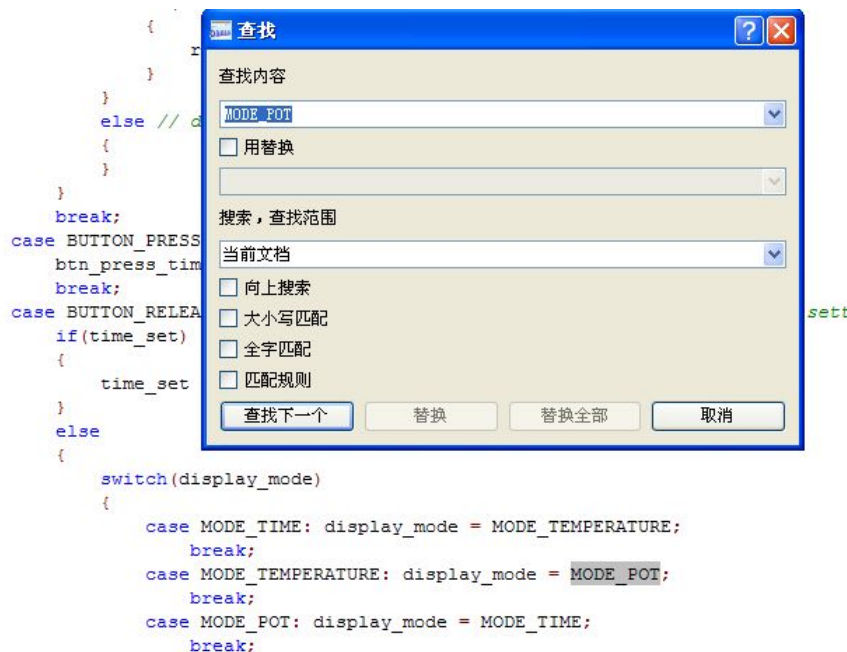 {
查找
r
}
查找内容
}
MODE_POT
else // d
{
用替换
}
}
搜索，查找范围
break;
case BUTTON_PRESS
当前文档
btn_press_tim
break;
向上搜索
case BUTTON_RELEA
大小写匹配
sett
if(time_set)
{
全字匹配
time_set
匹配规则
}
查找下一个 替换 替换全部 取消
else
{
switch(display_mode)
{
case MODE_TIME: display_mode = MODE_TEMPERATURE;
break;
case MODE_TEMPERATURE: display_mode = MODE_POT;
break;
case MODE_POT: display_mode = MODE_TIME;
break;